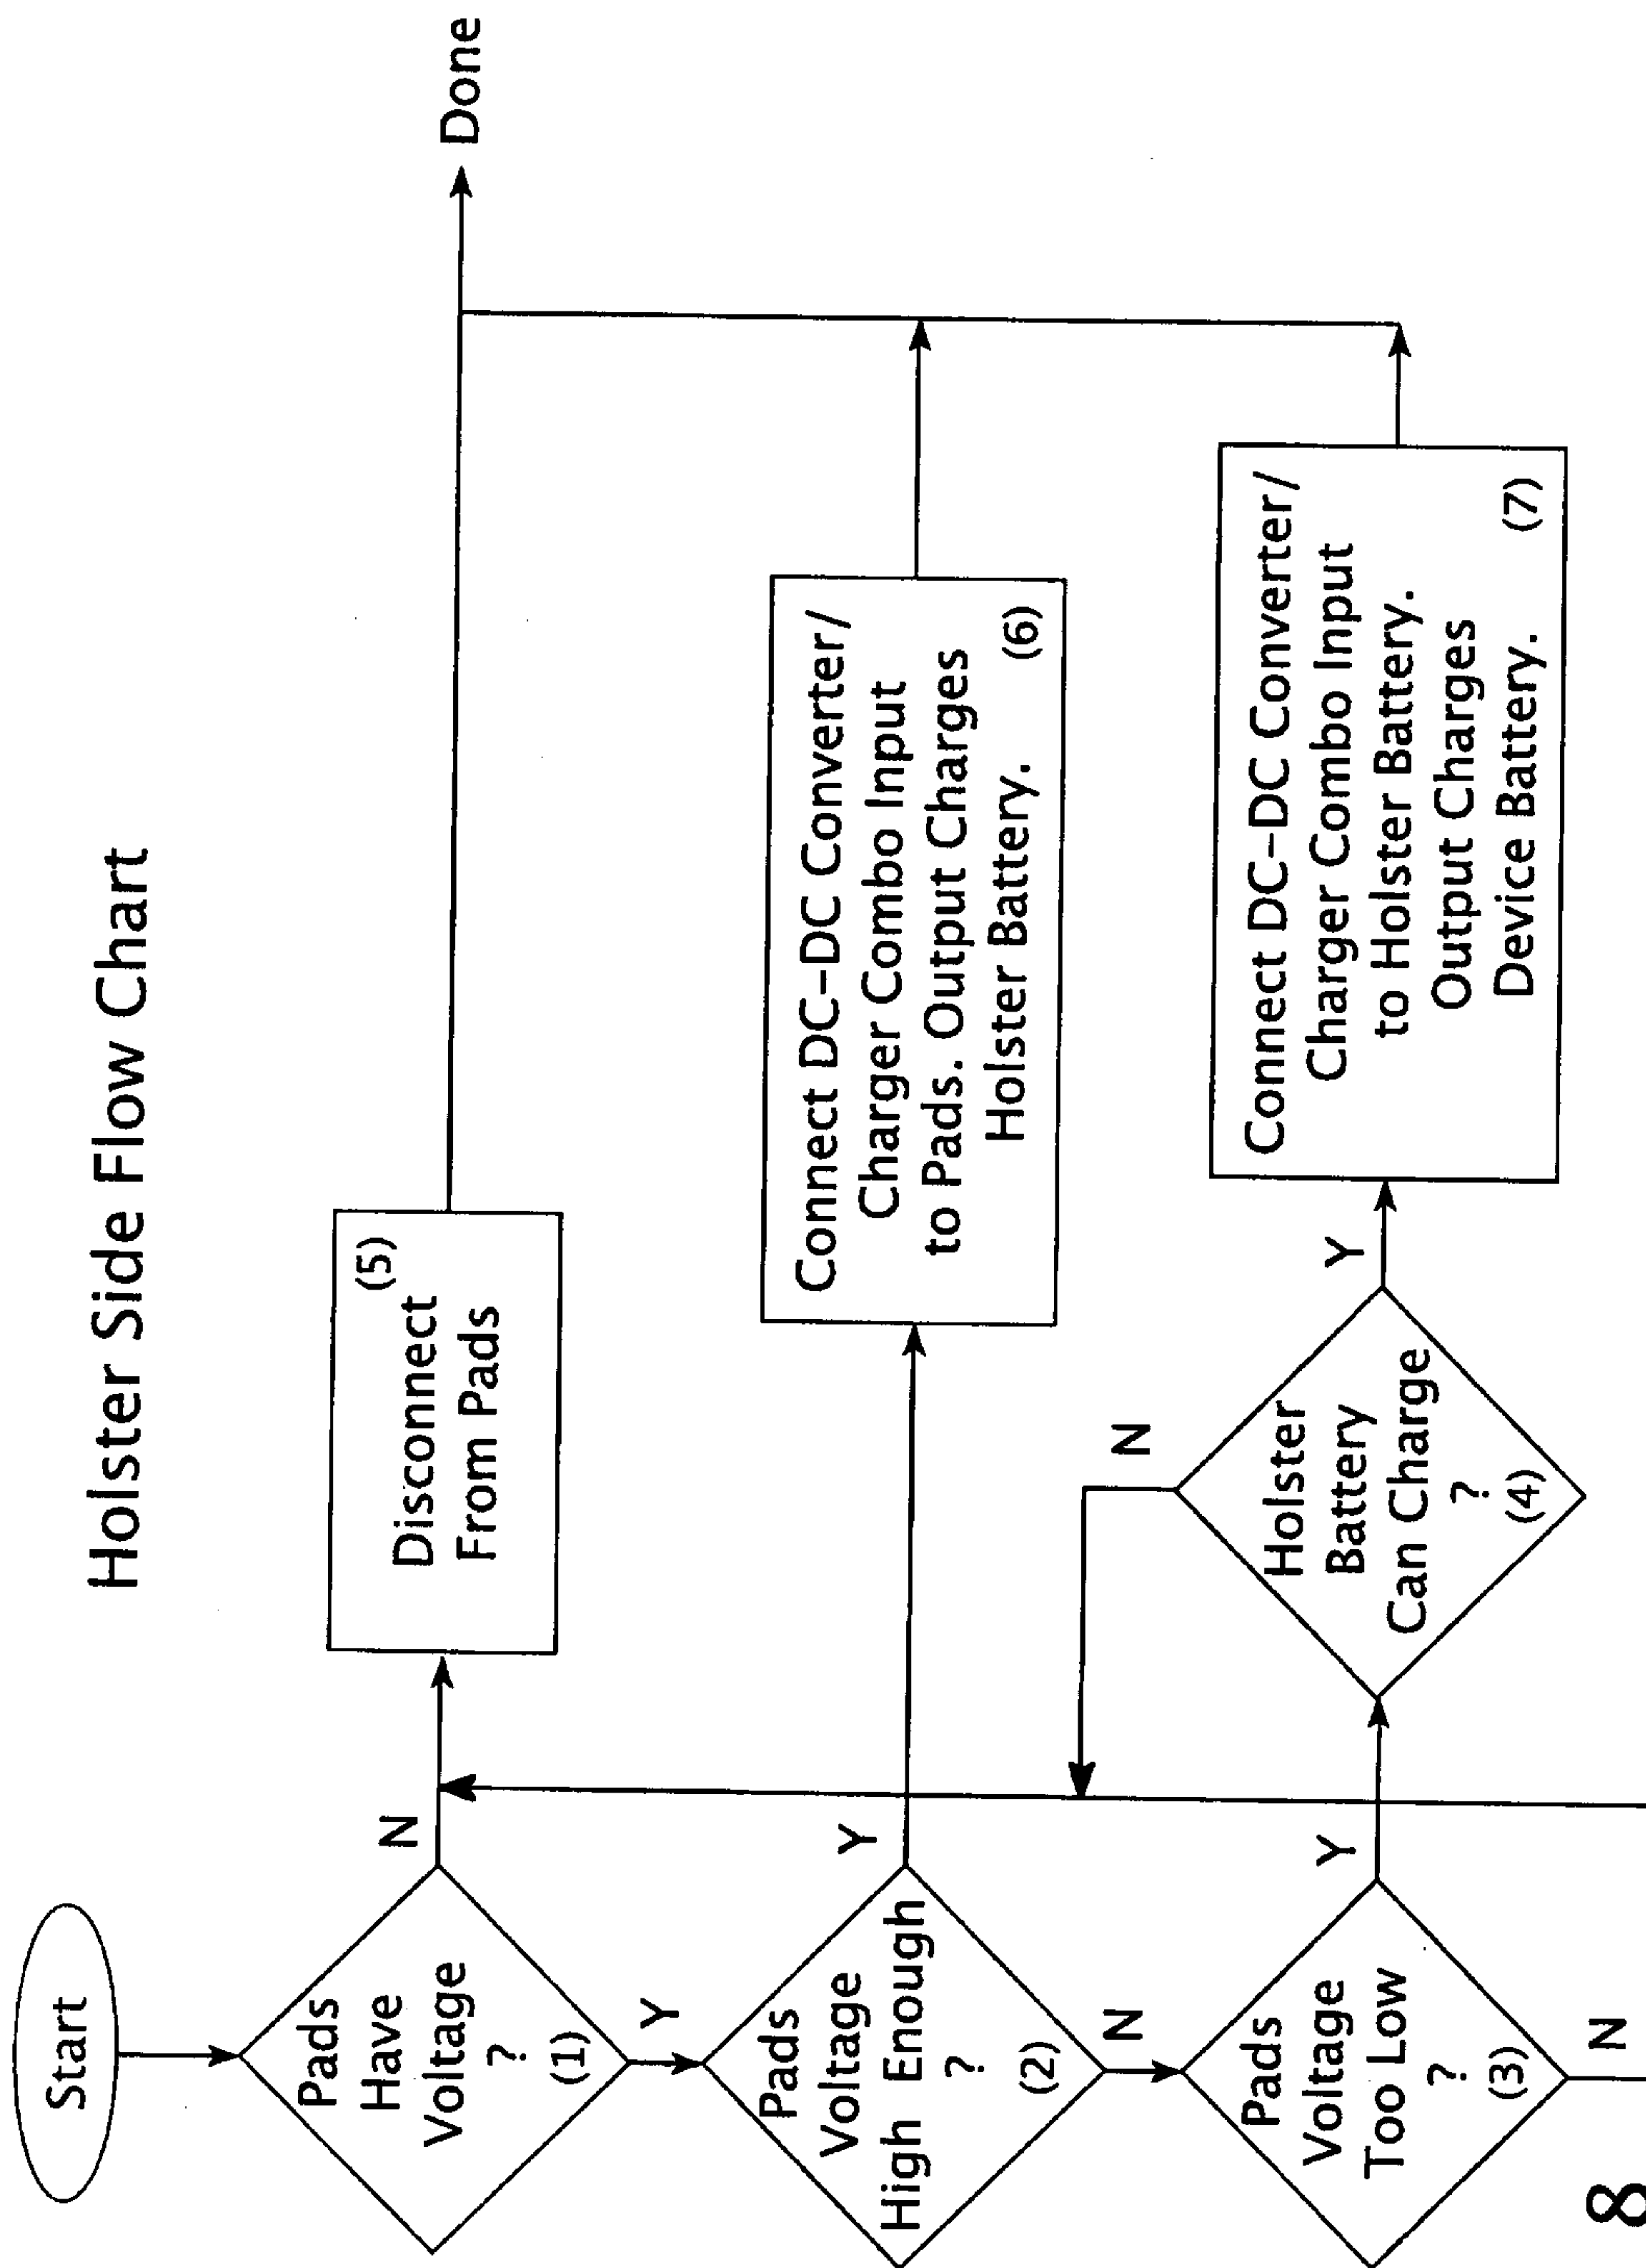 Holster Side Flow Chart
Start
Pads
Have
Voltage
?
(1)
N
Y
Disconnect
From Pads
(5)
Done
Pads
Voltage
High Enough
?
(2)
Y
N
Connect DC-DC Converter/
Charger Combo Input
to Pads. Output Charges
Holster Battery.
(6)
Pads
Voltage
Too Low
?
(3)
Y
N
Holster
Battery
Can Charge
?
(4)
N
Y
Connect DC-DC Converter/
Charger Combo Input
to Holster Battery.
Output Charges
Device Battery.
(7)
8